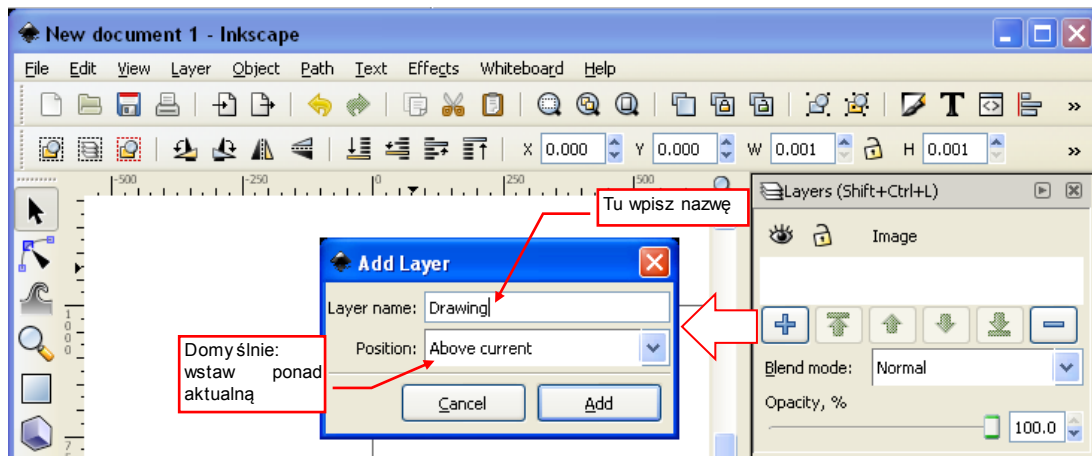 New document 1 - Inkscape
File Edit View Layer Object Path Text Effects Whiteboard Help
X 0.000 Y 0.000 W 0.001 H 0.001
-500 -250 0 250 500
Layers (Shift+Ctrl+L)
Tu wpisz nazwę
Image
Add Layer
Layer name: Drawing
Position: Above current
Domyślnie:
wstaw ponad
aktualną
Cancel Add
Blend mode: Normal
Opacity, %
100.0